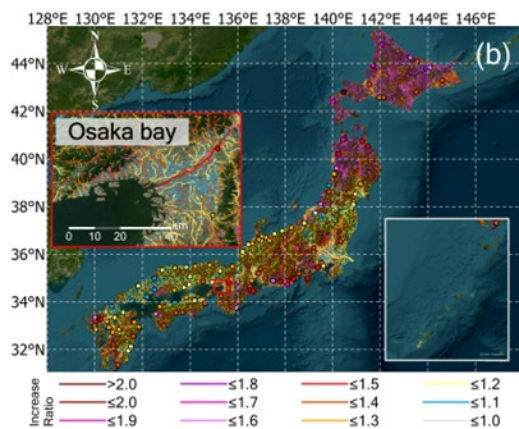 128°E 130°E 132°E 134°E 136°E 138°E 140°E 142°E 144°E 146°E
(b)
N
W E
S
44°N
42°N
Osaka bay
40°N
38°N
0 20 40
km
36°N
34°N
32°N
Increase Ratio
>2.0 ≤1.8 ≤1.5 ≤1.2
≤2.0 ≤1.7 ≤1.4 ≤1.1
≤1.9 ≤1.6 ≤1.3 ≤1.0